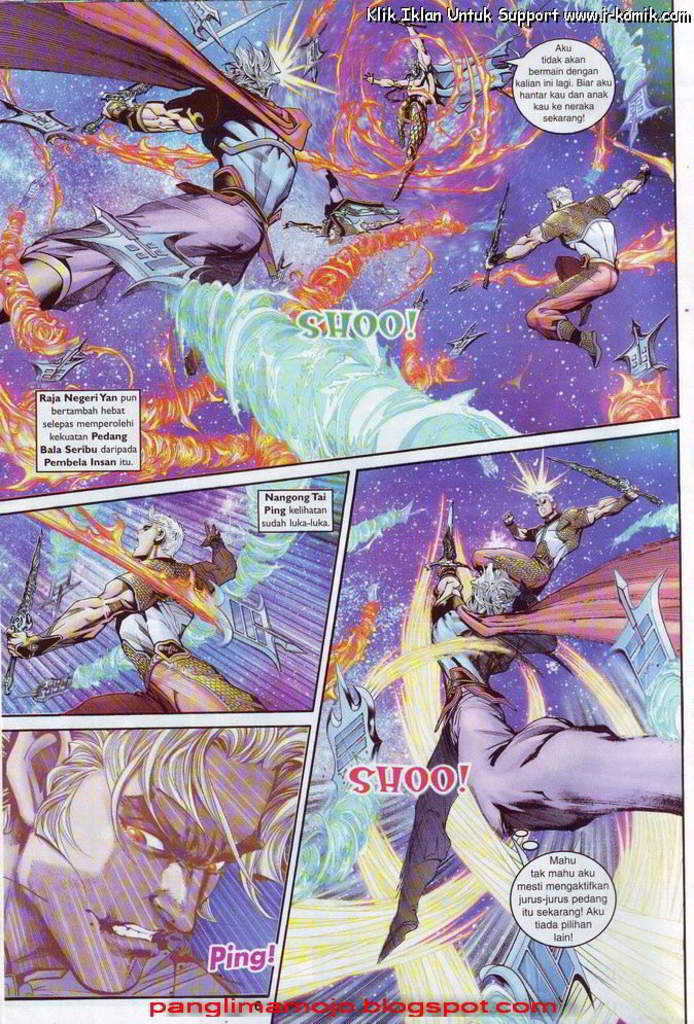 Klik Iklan Untuk Support www.i-komik.com
Aku
tidak akan
bermain dengan
kalian ini lagi. Biar aku
hantar kau dan anak
kau ke neraka
sekarang!
SHOO!
Raja Negeri Yan pun
bertambah hebat
selepas memperolehi
kekuatan Pedang
Bala Seribu daripada
Pembela Insan itu.
Nangong Tai
Ping kelihatan
sudah luka-luka.
SHOO!
Ping!
Mahu
tak mahu aku
mesti mengaktifkan
jurus-jurus pedang
itu sekarang! Aku
tiada pilihan
lain!
panglimamojo.blogspot.com